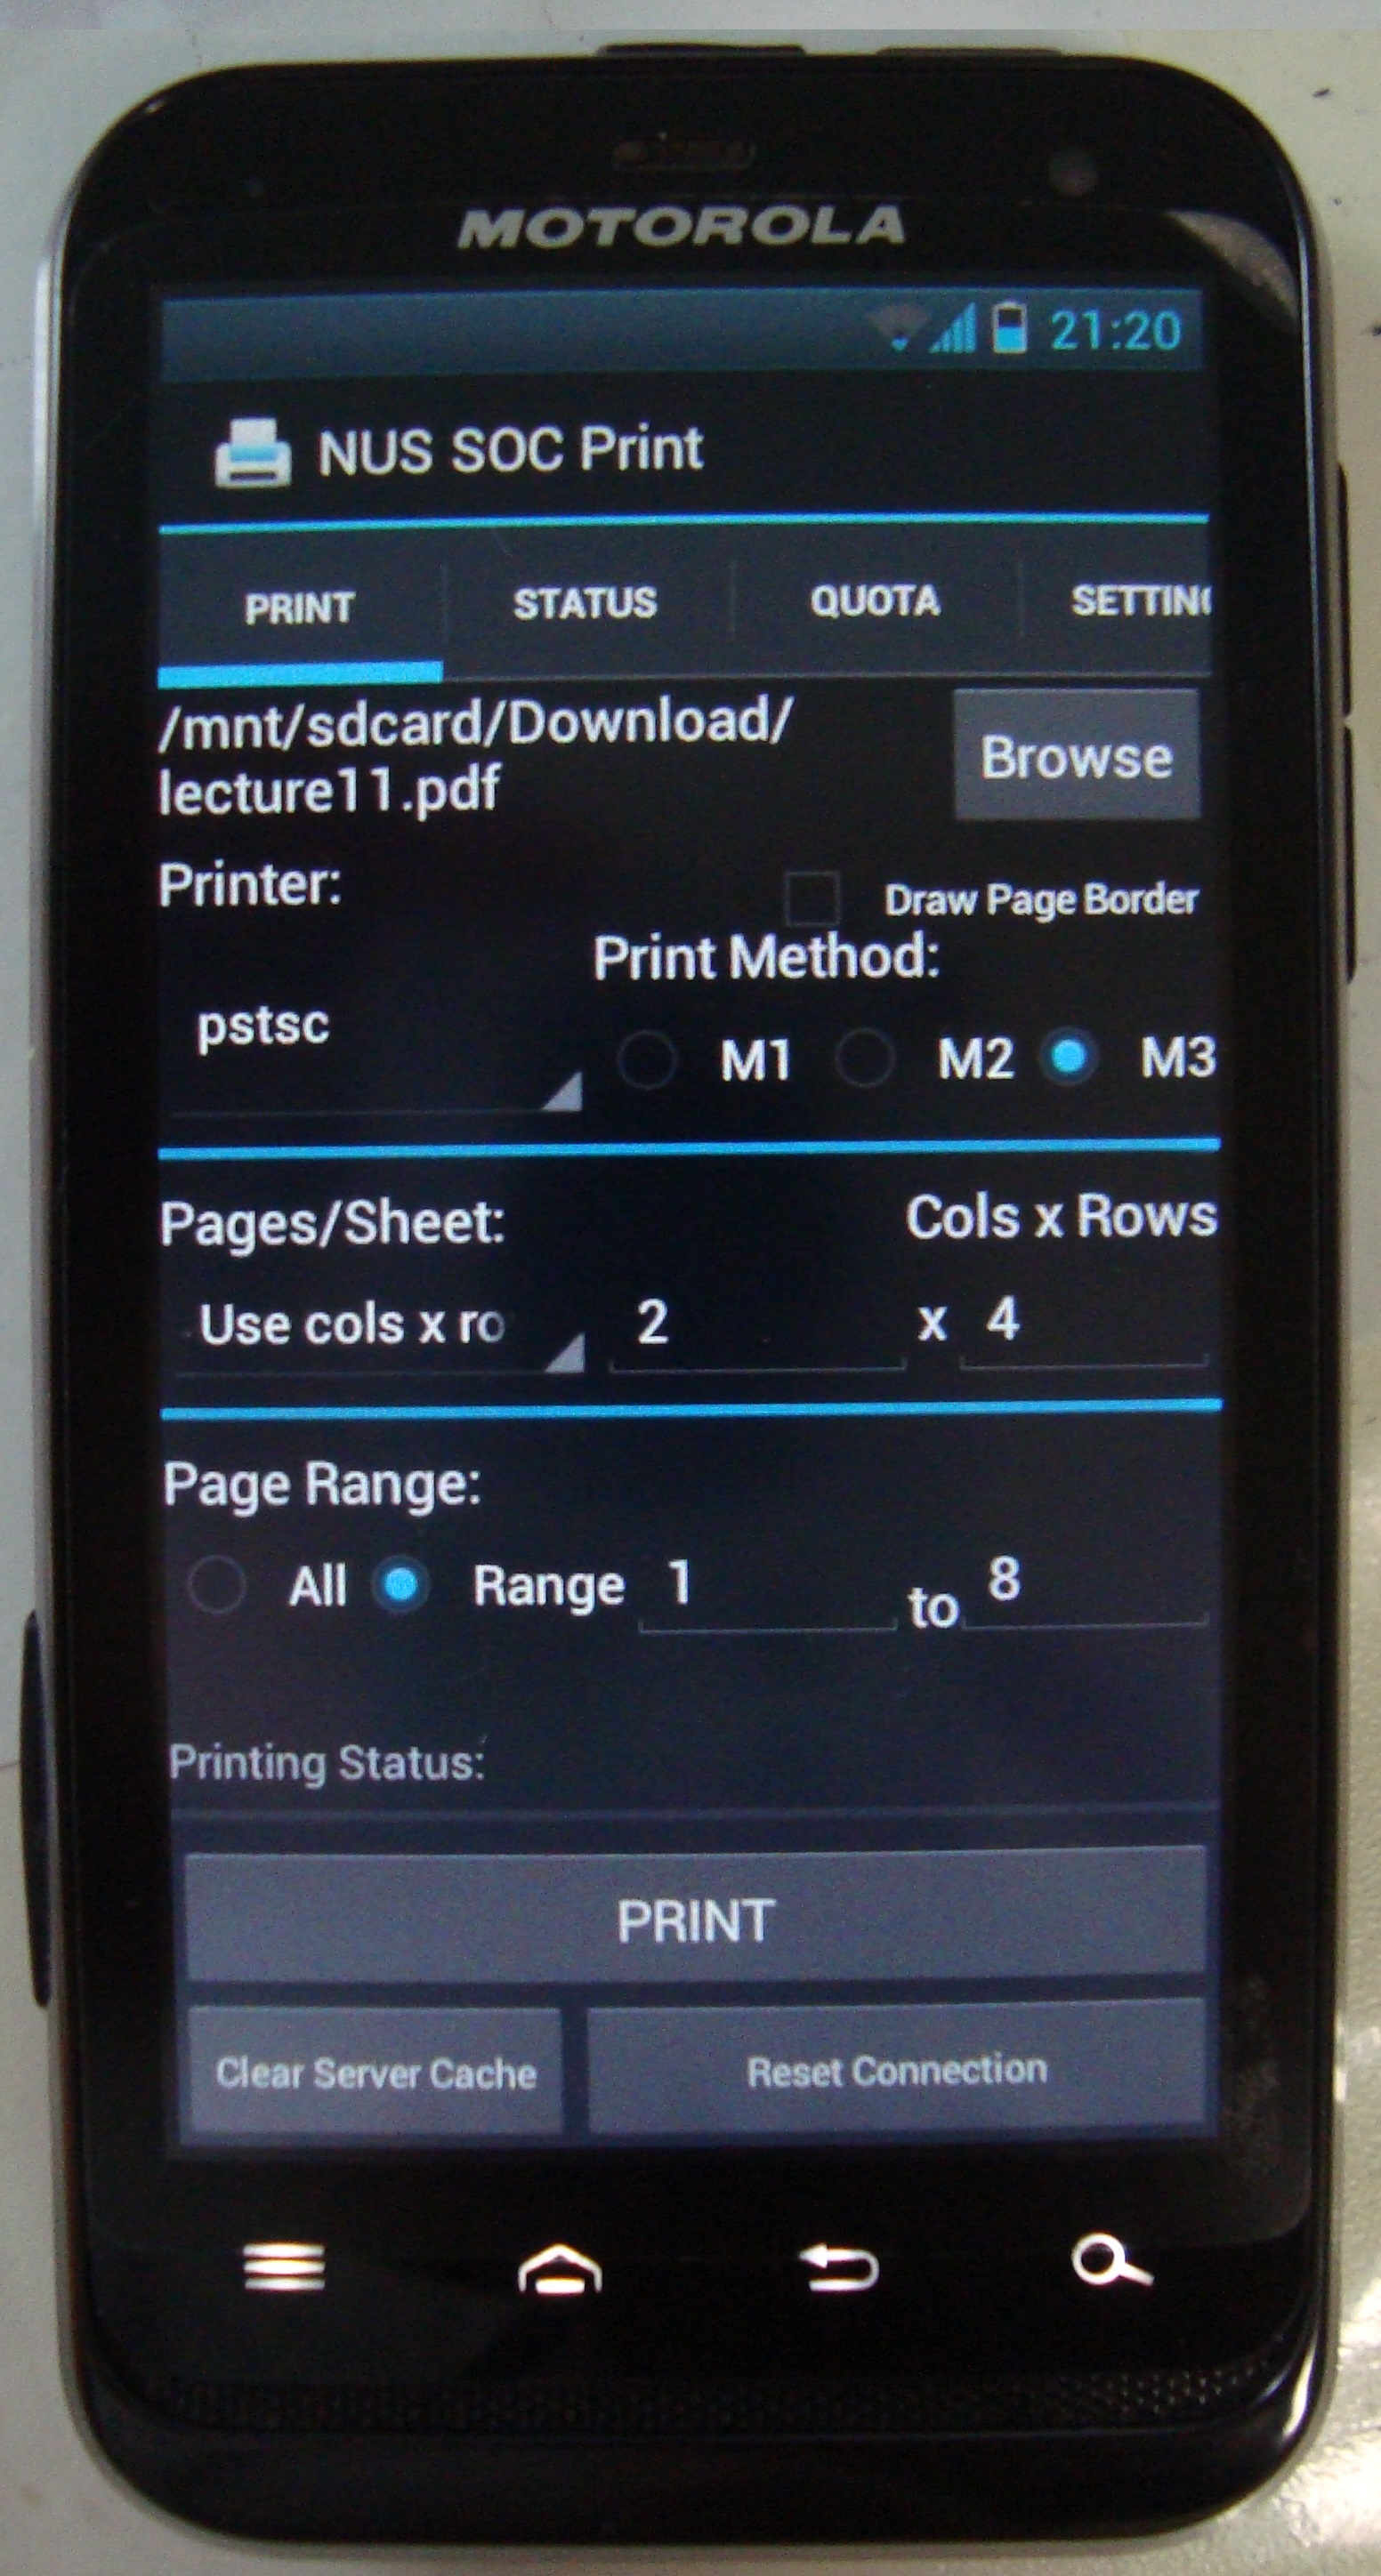 MOTOROLA
21:20
NUS SOC Print
PRINT STATUS QUOTA SETTING
/mnt/sdcard/Download/
lecture11.pdf
Browse
Printer:
Draw Page Border
Print Method:
pstsc
M1 M2 M3
Pages/Sheet: Cols x Rows
Use cols x ro 2 x 4
Page Range:
All Range 1 to 8
Printing Status:
PRINT
Clear Server Cache Reset Connection